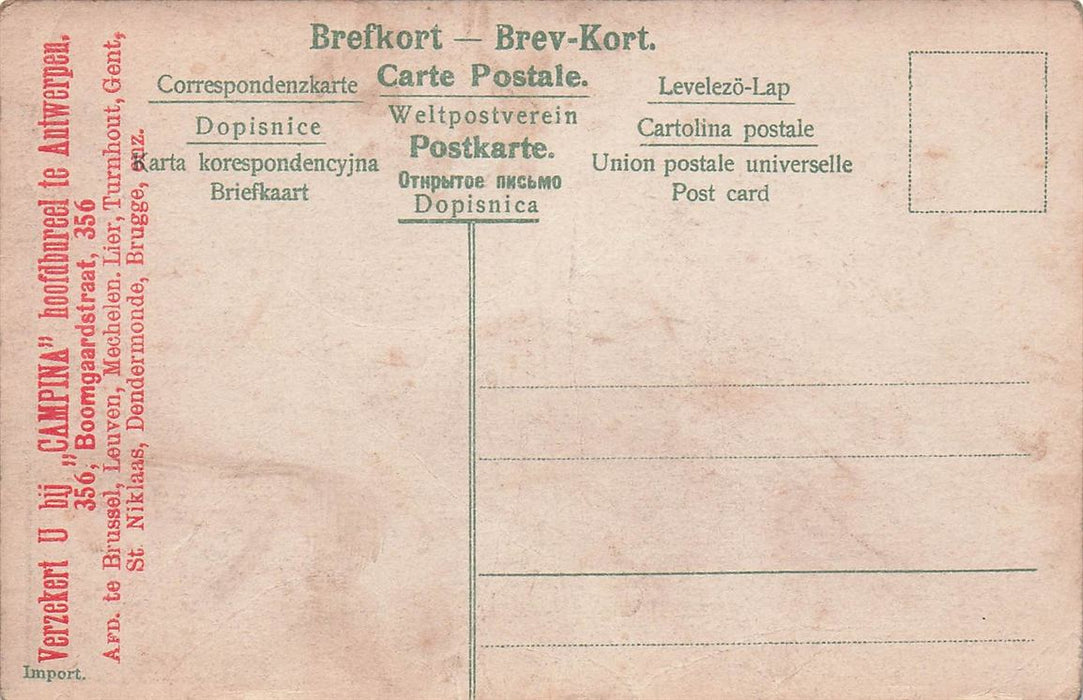 Brefkort — Brev-Kort.
Carte Postale.
Weltpostverein
Postkarte.
Открытое письмо
Dopisnica
Correspondenzkarte
Dopisnice
Karta korespondencyjna
Briefkaart
Levelezö-Lap
Cartolina postale
Union postale universelle
Post card
Verzekert U bij „CAMPINA” hoofdbureel te Antwerpen.
356, Boomgaardstraat, 356
AFD. te Brussel, Leuven, Mechelen. Lier, Turnhout, Gent,
St. Niklaas, Dendermonde, Brugge, enz.
Import.